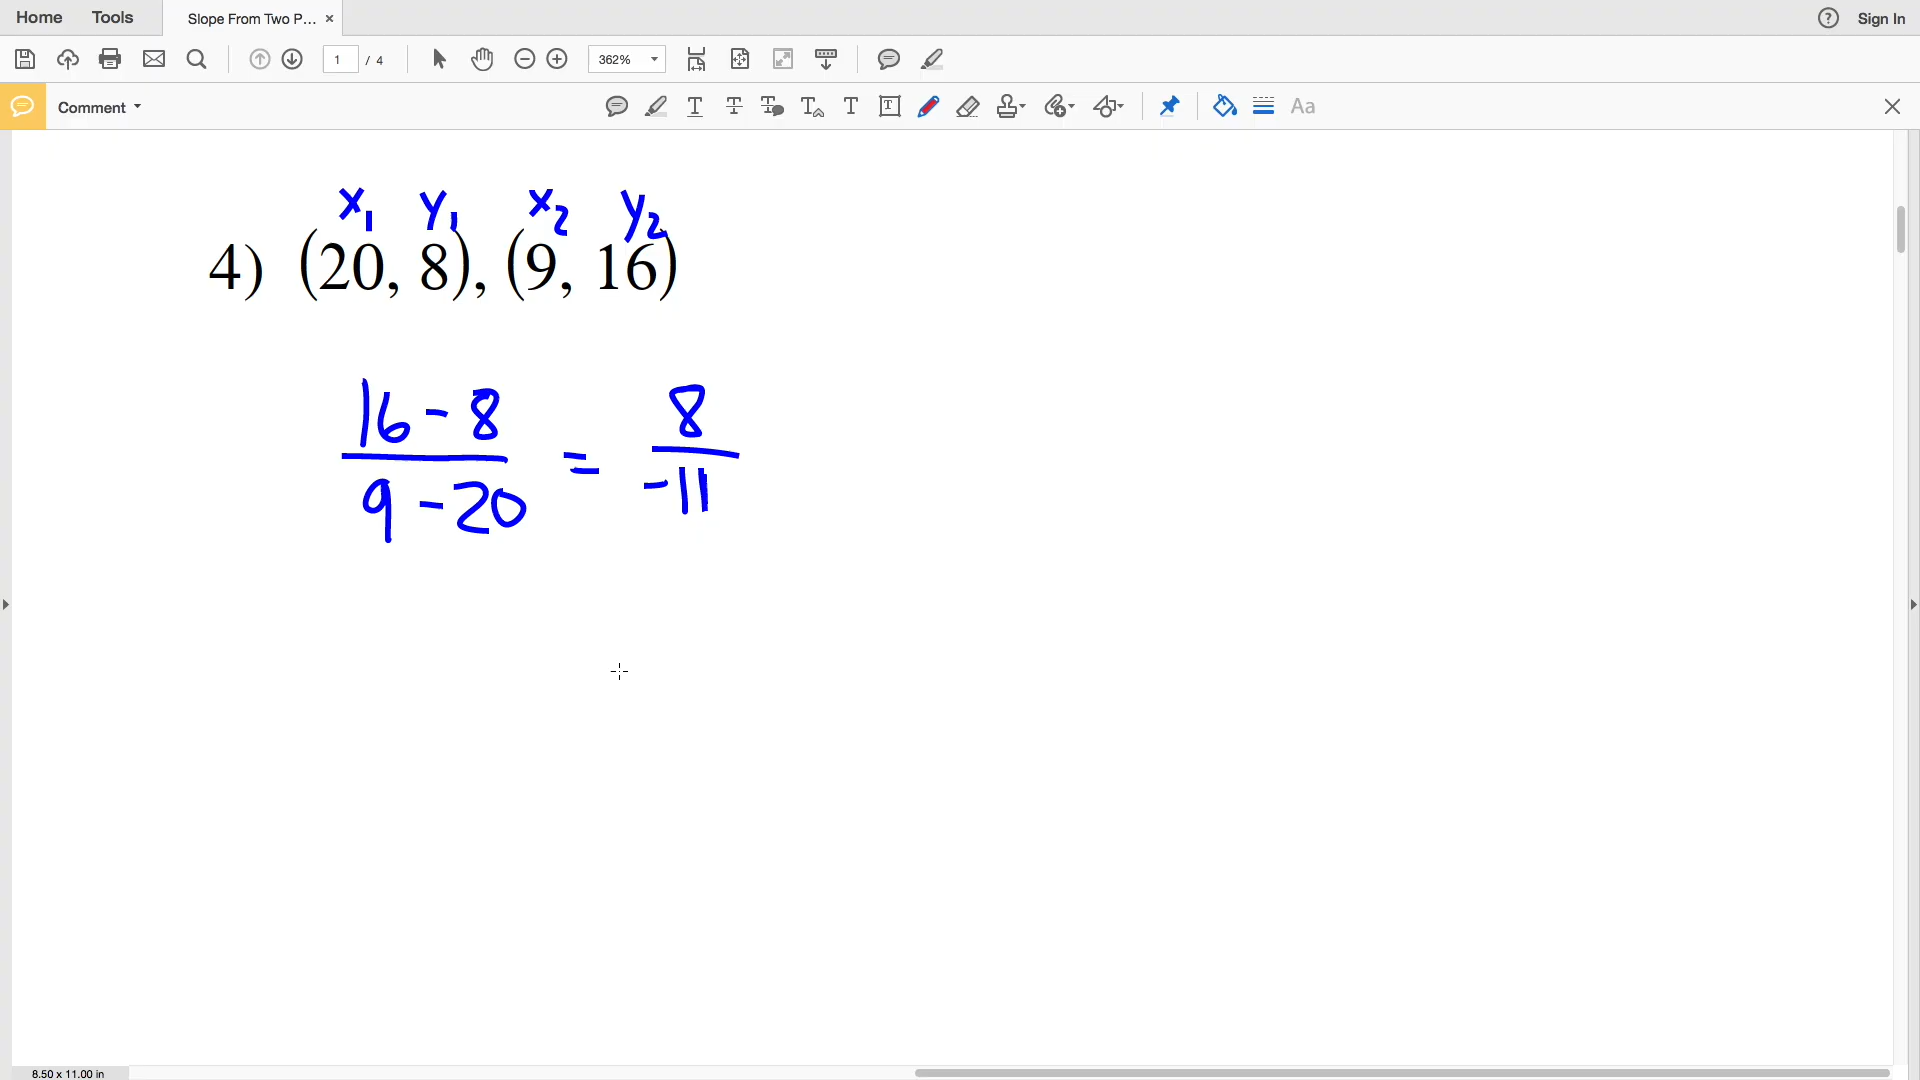 Home Tools Slope From Two P... × ? Sign In
1 / 4 362%
Comment T T T T T T Aa
x₁ y₁ x₂ y₂
4) (20, 8), (9, 16)
16 - 8 8
9 - 20 = -11
8.50 x 11.00 in